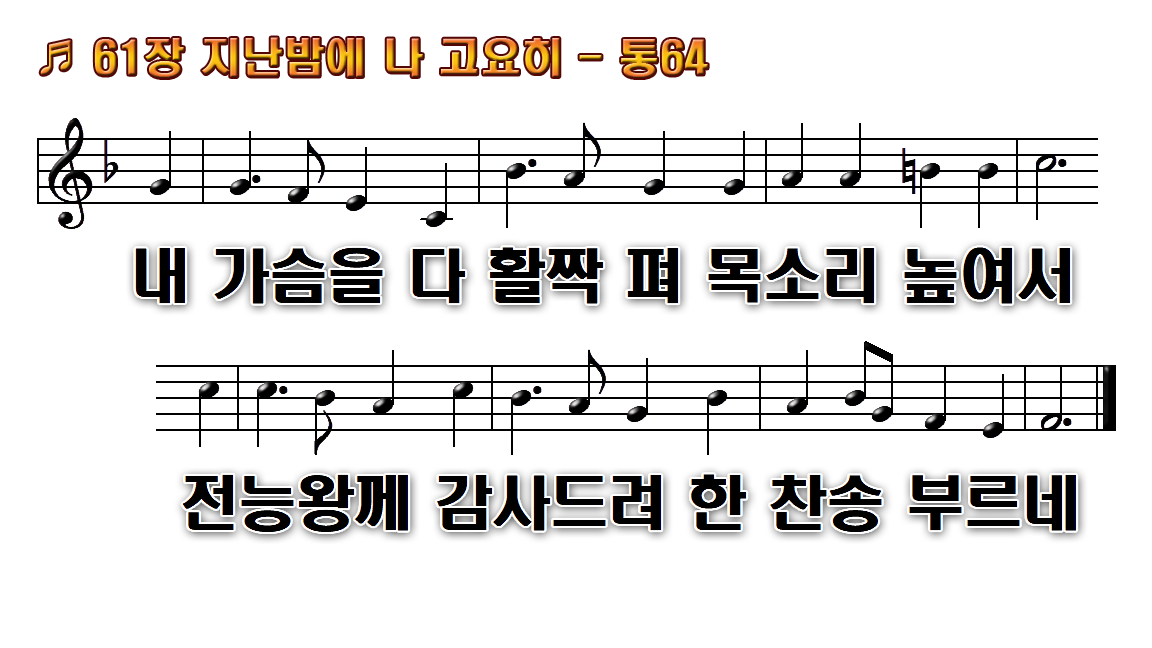 ♬ 61장 지난밤에 나 고요히 - 통64
내 가슴을 다 활짝 펴 목소리 높여서
전능왕께 감사드려 한 찬송 부르네